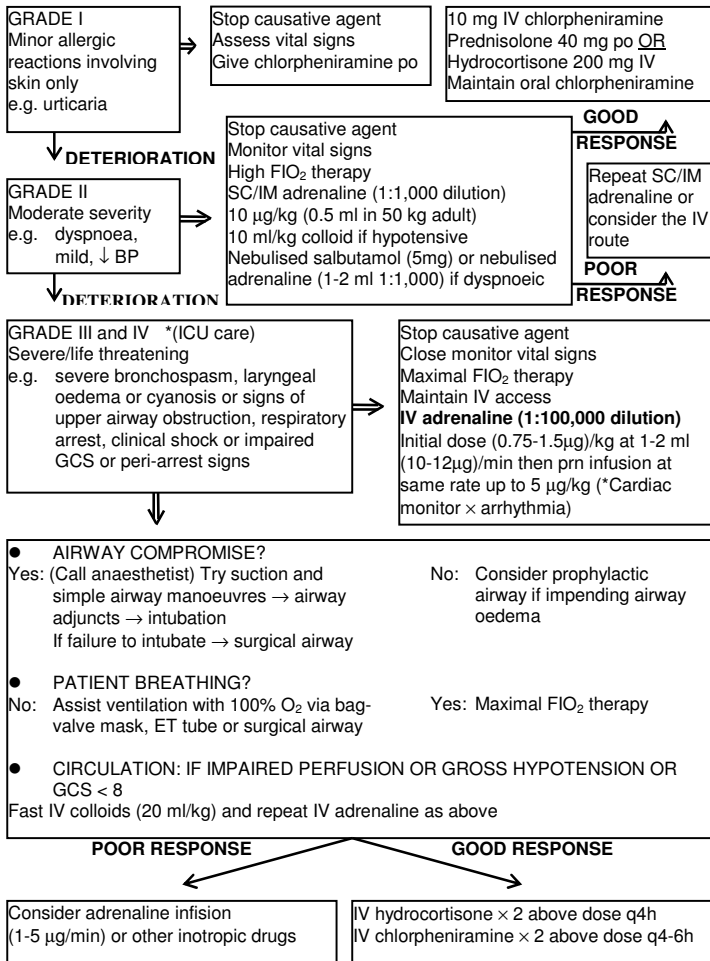 GRADE I
Minor allergic
reactions involving
skin only
e.g. urticaria
Stop causative agent
Assess vital signs
Give chlorpheniramine po
10 mg IV chlorpheniramine
Prednisolone 40 mg po OR
Hydrocortisone 200 mg IV
Maintain oral chlorpheniramine
DETERIORATION
GOOD
RESPONSE
GRADE II
Moderate severity
e.g. dyspnoea,
mild, ↓ BP
Stop causative agent
Monitor vital signs
High FIO₂ therapy
SC/IM adrenaline (1:1,000 dilution)
10 μg/kg (0.5 ml in 50 kg adult)
10 ml/kg colloid if hypotensive
Nebulised salbutamol (5mg) or nebulised
adrenaline (1-2 ml 1:1,000) if dyspnoeic
Repeat SC/IM
adrenaline or
consider the IV
route
POOR
RESPONSE
DETERIORATION
GRADE III and IV *(ICU care)
Severe/life threatening
e.g. severe bronchospasm, laryngeal
oedema or cyanosis or signs of
upper airway obstruction, respiratory
arrest, clinical shock or impaired
GCS or peri-arrest signs
Stop causative agent
Close monitor vital signs
Maximal FIO₂ therapy
Maintain IV access
IV adrenaline (1:100,000 dilution)
Initial dose (0.75-1.5μg)/kg at 1-2 ml
(10-12μg)/min then prn infusion at
same rate up to 5 μg/kg (*Cardiac
monitor × arrhythmia)
● AIRWAY COMPROMISE?
Yes: (Call anaesthetist) Try suction and
simple airway manoeuvres → airway
adjuncts → intubation
If failure to intubate → surgical airway
No: Consider prophylactic
airway if impending airway
oedema
● PATIENT BREATHING?
No: Assist ventilation with 100% O₂ via bag-
valve mask, ET tube or surgical airway
Yes: Maximal FIO₂ therapy
● CIRCULATION: IF IMPAIRED PERFUSION OR GROSS HYPOTENSION OR
GCS < 8
Fast IV colloids (20 ml/kg) and repeat IV adrenaline as above
POOR RESPONSE
GOOD RESPONSE
Consider adrenaline infision
(1-5 μg/min) or other inotropic drugs
IV hydrocortisone × 2 above dose q4h
IV chlorpheniramine × 2 above dose q4-6h